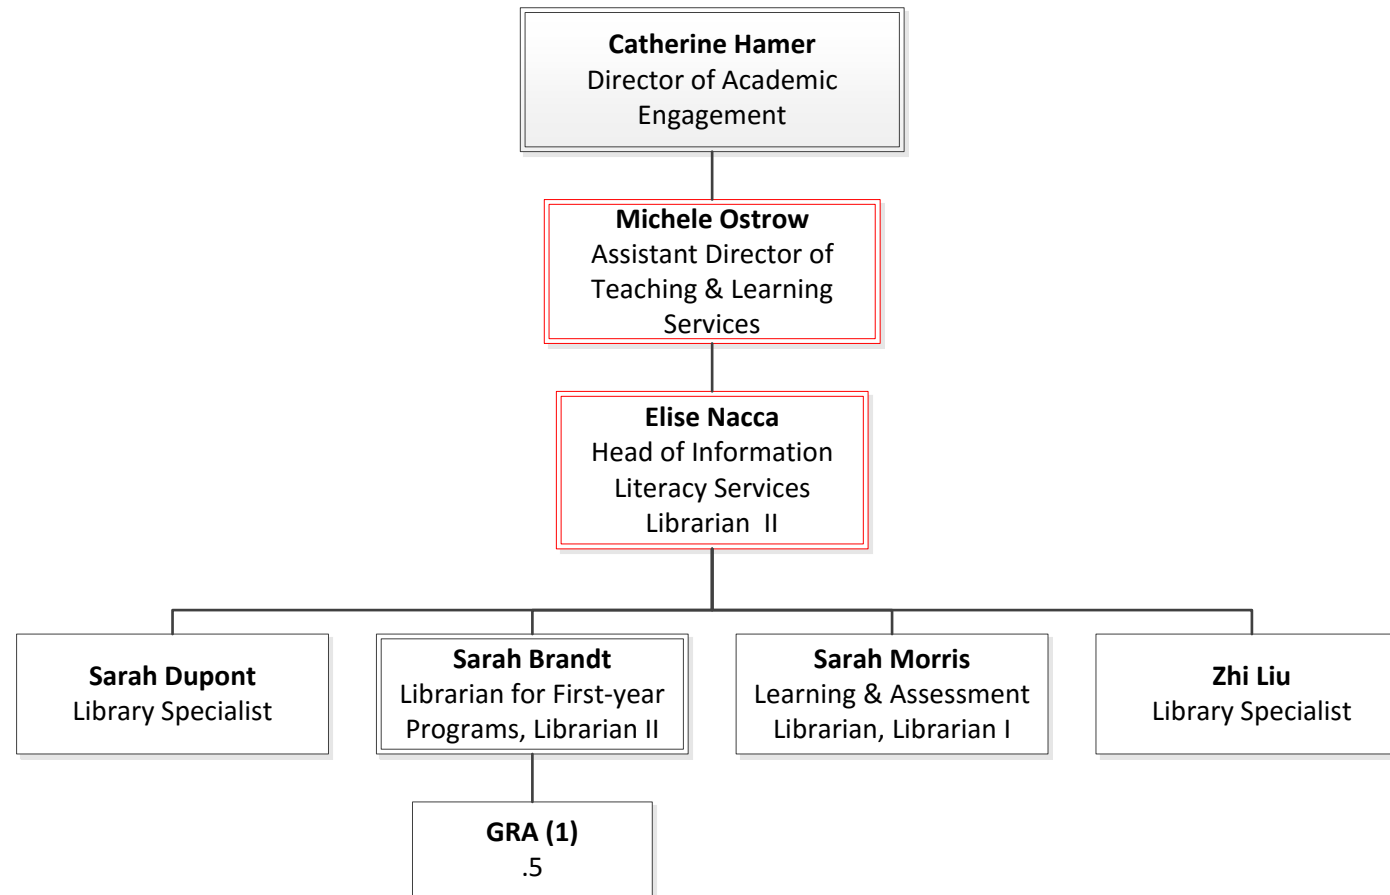 Catherine Hamer
Director of Academic
Engagement
Michele Ostrow
Assistant Director of
Teaching & Learning
Services
Elise Nacca
Head of Information
Literacy Services
Librarian  II
Sarah Dupont
Library Specialist
Sarah Brandt
Librarian for First-year
Programs, Librarian II
Sarah Morris
Learning & Assessment
Librarian, Librarian I
Zhi Liu
Library Specialist
GRA (1)
.5